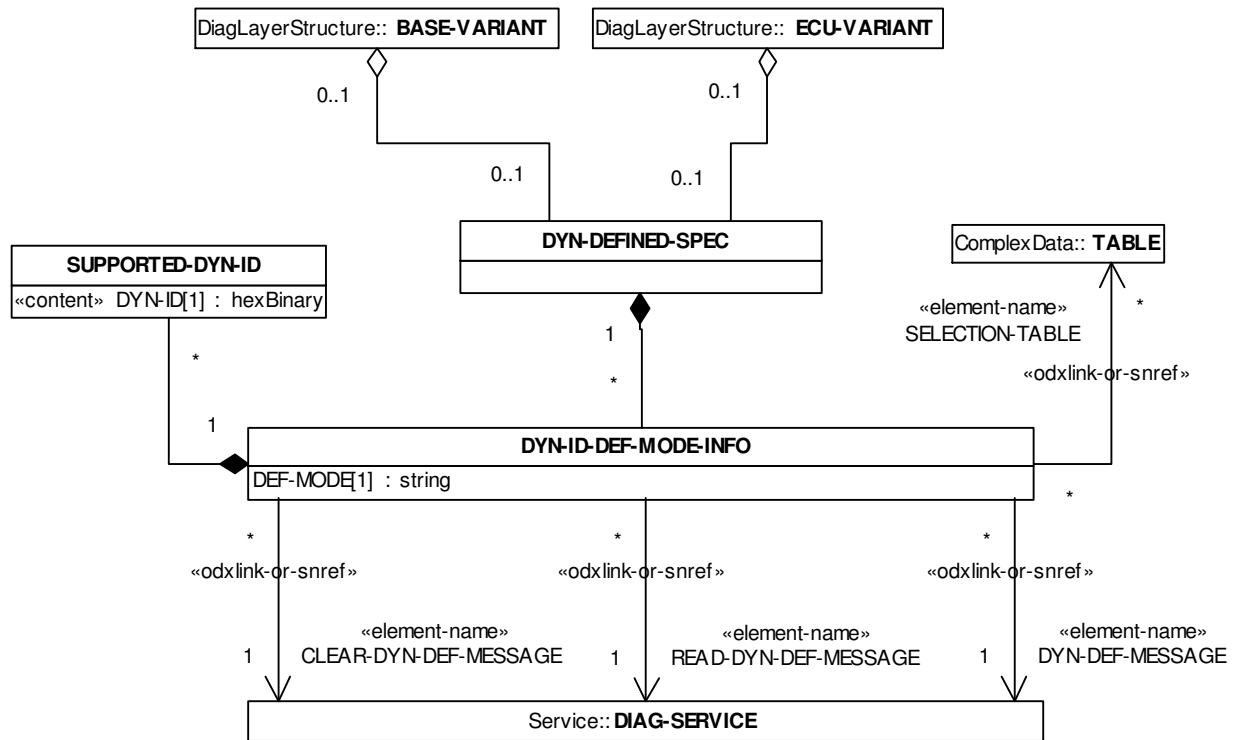 DiagLayerStructure:: BASE-VARIANT
DiagLayerStructure:: ECU-VARIANT
0..1
0..1
0..1
0..1
DYN-DEFINED-SPEC
ComplexData:: TABLE
SUPPORTED-DYN-ID
«content» DYN-ID[1] : hexBinary
«element-name»
SELECTION-TABLE
*
1
*
*
«odxlink-or-snref»
1
DYN-ID-DEF-MODE-INFO
DEF-MODE[1] : string
*
*
*
*
«odxlink-or-snref»
«odxlink-or-snref»
«odxlink-or-snref»
«element-name»
CLEAR-DYN-DEF-MESSAGE
«element-name»
READ-DYN-DEF-MESSAGE
«element-name»
DYN-DEF-MESSAGE
1
1
1
Service:: DIAG-SERVICE